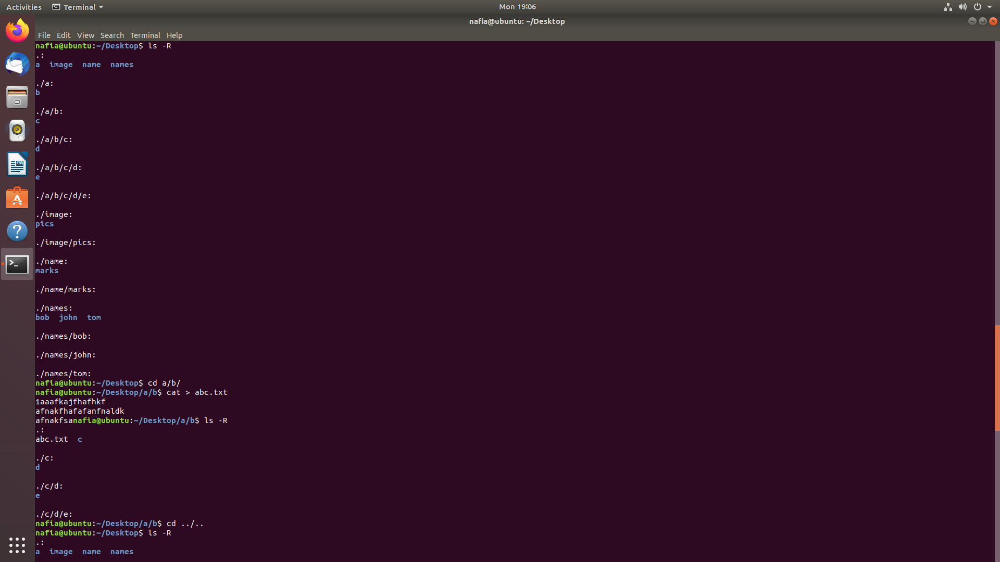 Activities Terminal Mon 19:06
nafia@ubuntu: ~/Desktop
File Edit View Search Terminal Help
nafia@ubuntu:~/Desktop$ ls -R
.:
a  image  name  names

./a:
b

./a/b:
c

./a/b/c:
d

./a/b/c/d:
e

./a/b/c/d/e:

./image:
pics

./image/pics:

./name:
marks

./name/marks:

./names:
bob  john  tom

./names/bob:

./names/john:

./names/tom:
nafia@ubuntu:~/Desktop$ cd a/b/
nafia@ubuntu:~/Desktop/a/b$ cat > abc.txt
1aaafkajfhafhkf
afnakfhafafanfnaldk
afnakfsanafia@ubuntu:~/Desktop/a/b$ ls -R
.:
abc.txt  c

./c:
d

./c/d:
e

./c/d/e:
nafia@ubuntu:~/Desktop/a/b$ cd ../..
nafia@ubuntu:~/Desktop$ ls -R
.:
a  image  name  names